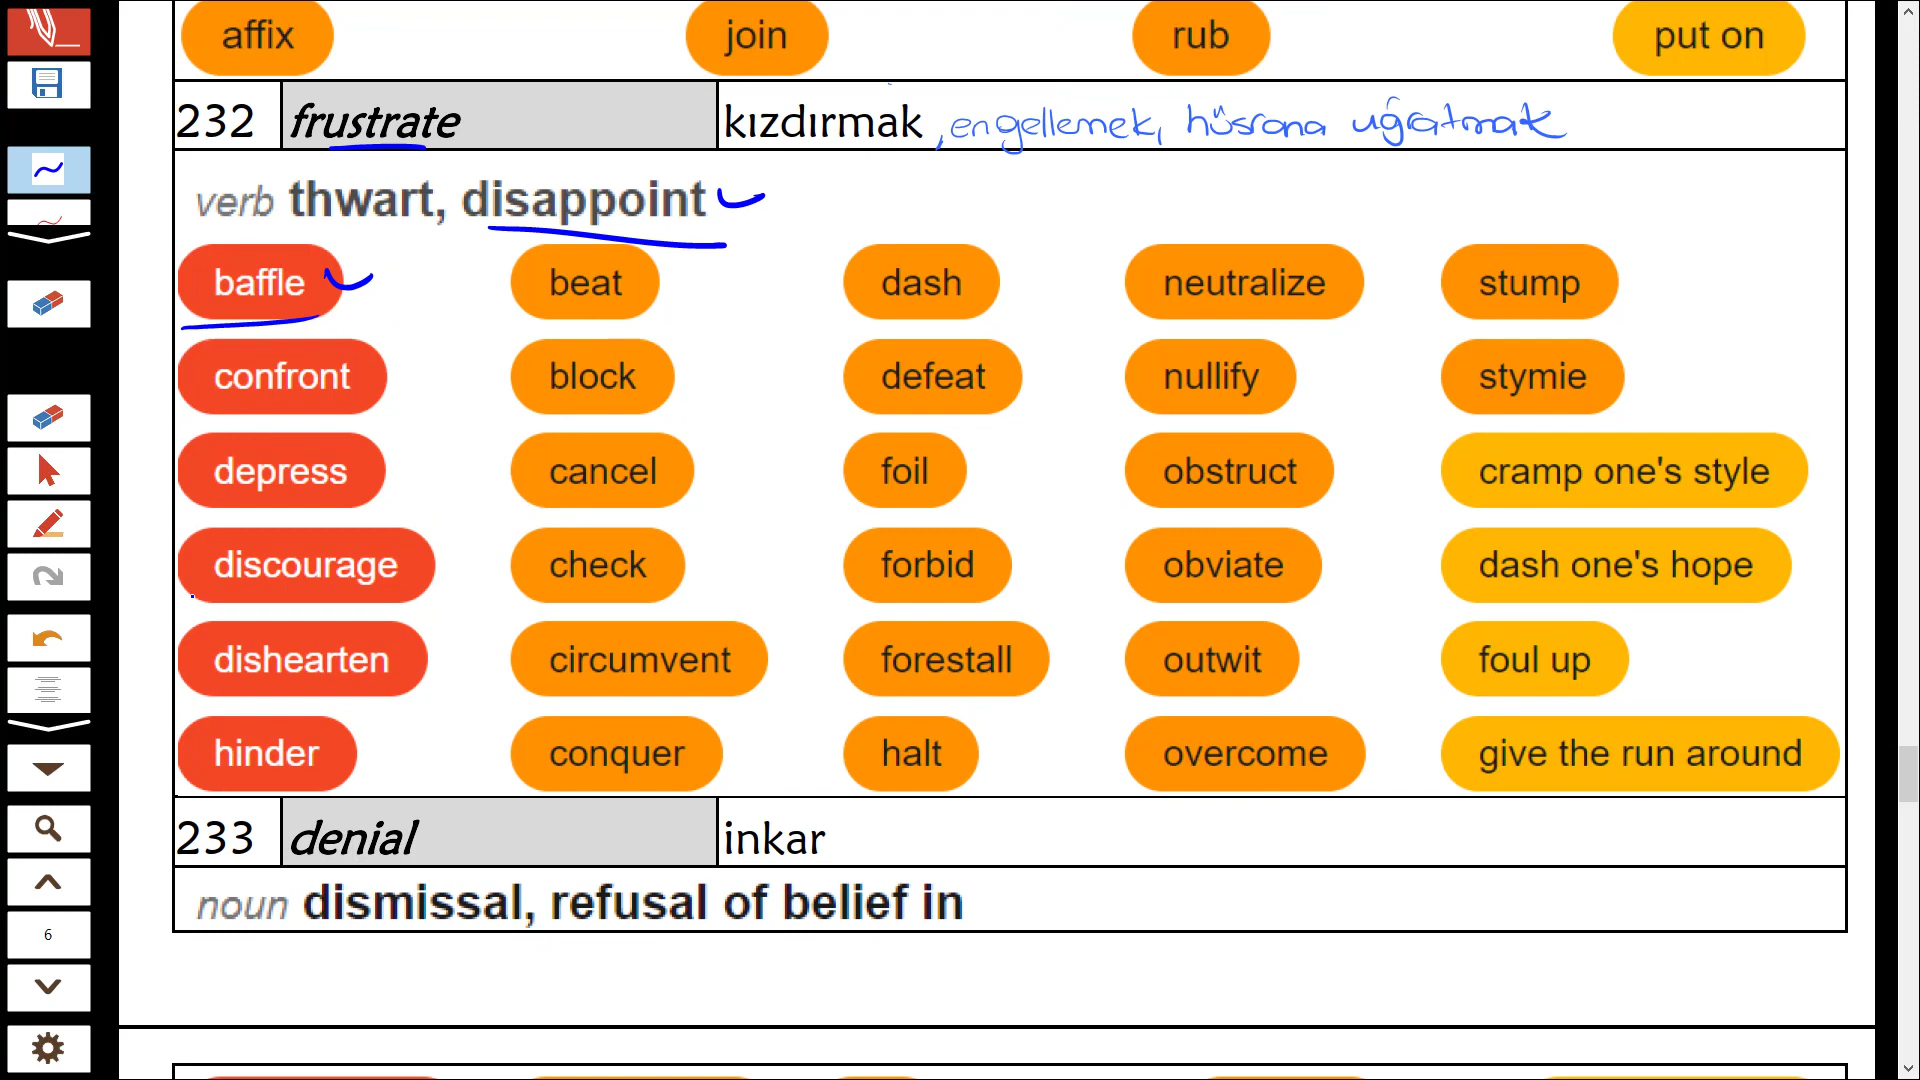 affix join rub put on
232 frustrate kızdırmak, engellemek, hüsrana uğratmak
verb thwart, disappoint
baffle beat dash neutralize stump
confront block defeat nullify stymie
depress cancel foil obstruct cramp one's style
discourage check forbid obviate dash one's hope
dishearten circumvent forestall outwit foul up
hinder conquer halt overcome give the run around
233 denial inkar
noun dismissal, refusal of belief in
6